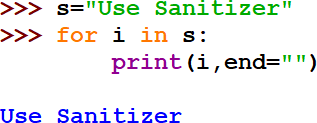 >>> s="Use Sanitizer"
>>> for i in s:
        print(i,end="")
Use Sanitizer